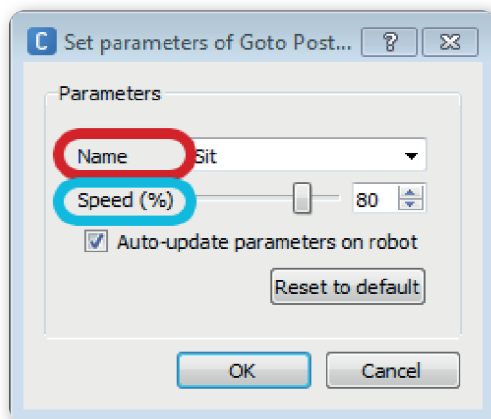 C Set parameters of Goto Post... ?
Parameters
Name Sit
Speed (%) 80
Auto-update parameters on robot
Reset to default
OK Cancel